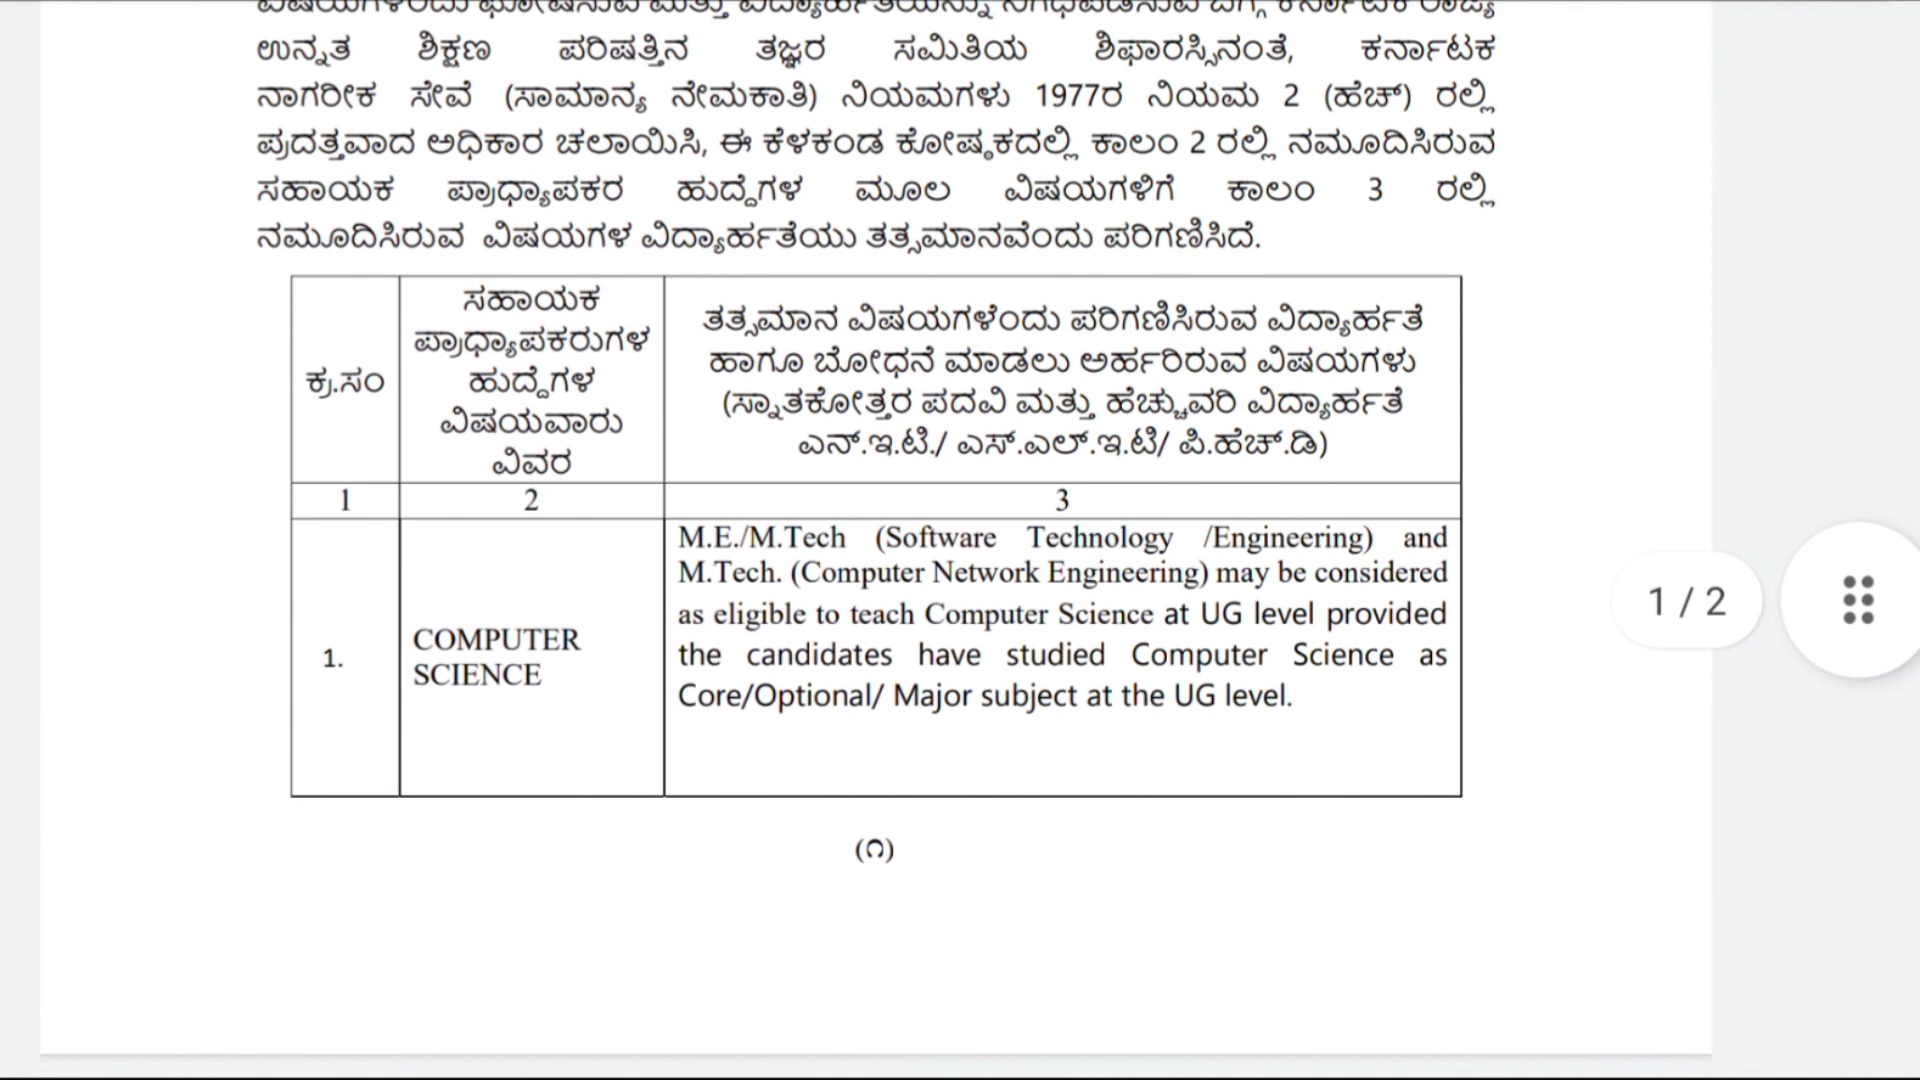 ಉನ್ನತ ಶಿಕ್ಷಣ ಪರಿಷತ್ತಿನ ತಜ್ಞರ ಸಮಿತಿಯ ಶಿಫಾರಸ್ಸಿನಂತೆ, ಕರ್ನಾಟಕ
ನಾಗರೀಕ ಸೇವೆ (ಸಾಮಾನ್ಯ ನೇಮಕಾತಿ) ನಿಯಮಗಳು 1977ರ ನಿಯಮ 2 (ಹೆಚ್) ರಲ್ಲಿ
ಪ್ರದತ್ತವಾದ ಅಧಿಕಾರ ಚಲಾಯಿಸಿ, ಈ ಕೆಳಕಂಡ ಕೋಷ್ಠಕದಲ್ಲಿ ಕಾಲಂ 2 ರಲ್ಲಿ ನಮೂದಿಸಿರುವ
ಸಹಾಯಕ ಪ್ರಾಧ್ಯಾಪಕರ ಹುದ್ದೆಗಳ ಮೂಲ ವಿಷಯಗಳಿಗೆ ಕಾಲಂ 3 ರಲ್ಲಿ
ನಮೂದಿಸಿರುವ ವಿಷಯಗಳ ವಿದ್ಯಾರ್ಹತೆಯು ತತ್ಸಮಾನವೆಂದು ಪರಿಗಣಿಸಿದೆ.
ಕ್ರ.ಸಂ
ಸಹಾಯಕ
ಪ್ರಾಧ್ಯಾಪಕರುಗಳ
ಹುದ್ದೆಗಳ
ವಿಷಯವಾರು
ವಿವರ
ತತ್ಸಮಾನ ವಿಷಯಗಳೆಂದು ಪರಿಗಣಿಸಿರುವ ವಿದ್ಯಾರ್ಹತೆ
ಹಾಗೂ ಬೋಧನೆ ಮಾಡಲು ಅರ್ಹರಿರುವ ವಿಷಯಗಳು
(ಸ್ನಾತಕೋತ್ತರ ಪದವಿ ಮತ್ತು ಹೆಚ್ಚುವರಿ ವಿದ್ಯಾರ್ಹತೆ
ಎನ್.ಇ.ಟಿ./ ಎಸ್.ಎಲ್.ಇ.ಟಿ/ ಪಿ.ಹೆಚ್.ಡಿ)
1 2 3
1.
COMPUTER
SCIENCE
M.E./M.Tech (Software Technology /Engineering) and
M.Tech. (Computer Network Engineering) may be considered
as eligible to teach Computer Science at UG level provided
the candidates have studied Computer Science as
Core/Optional/ Major subject at the UG level.
(೧)
1 / 2